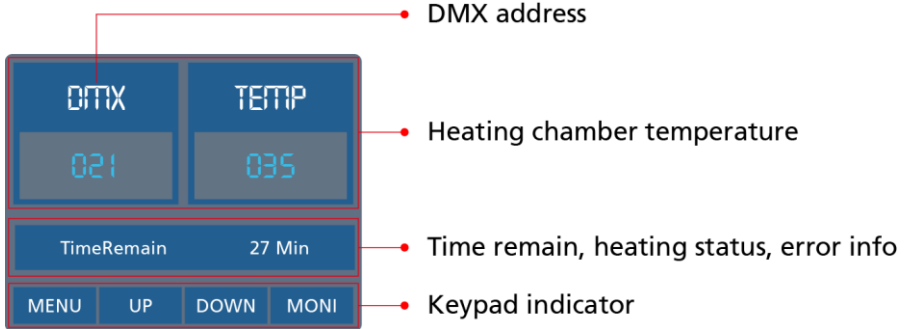 DMX address
DMX TEMP
Heating chamber temperature
021 035
TimeRemain 27 Min
Time remain, heating status, error info
MENU UP DOWN MONI
Keypad indicator